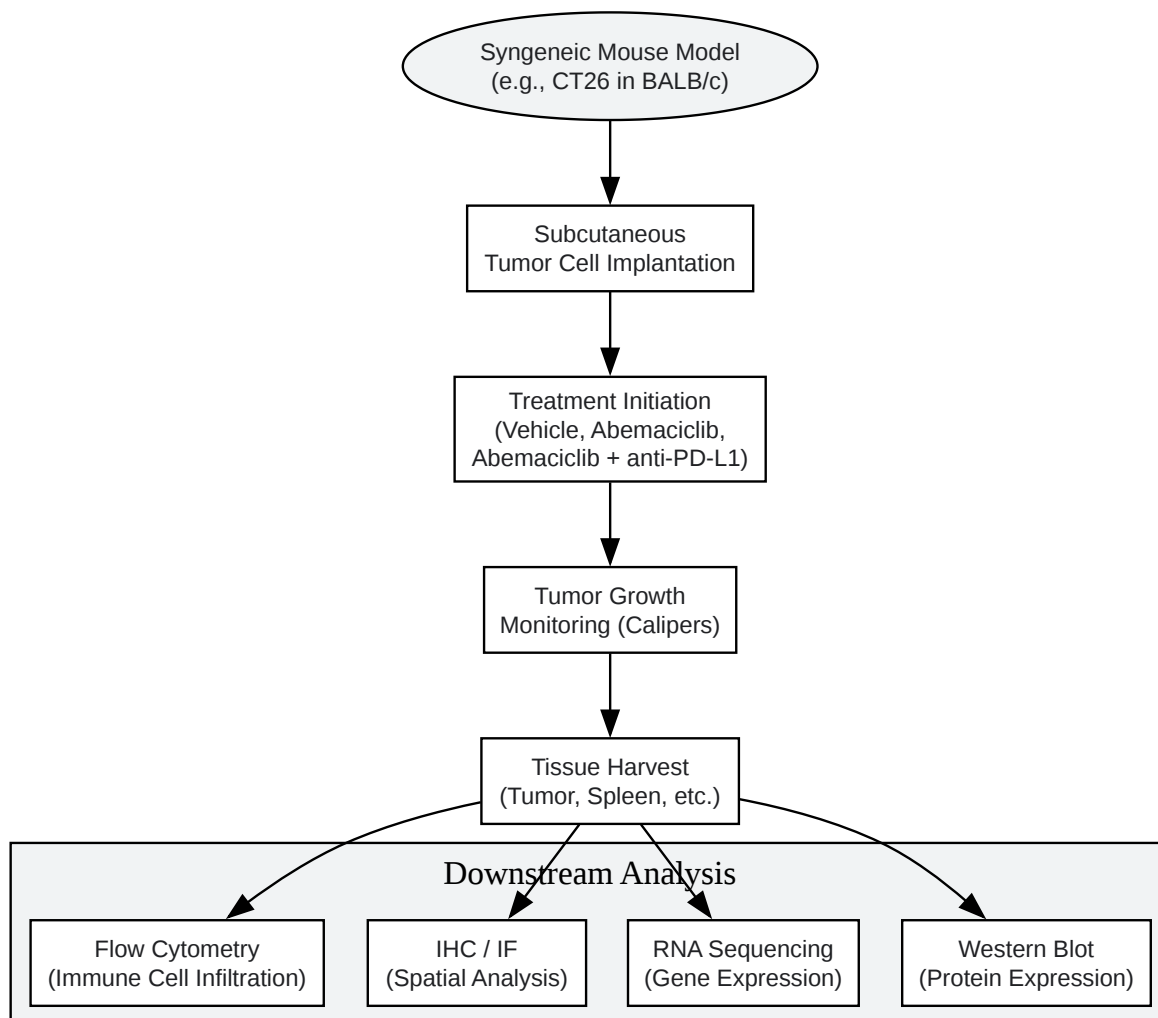 Syngeneic Mouse Model
(e.g., CT26 in BALB/c)
Subcutaneous
Tumor Cell Implantation
Treatment Initiation
(Vehicle, Abemaciclib,
Abemaciclib + anti-PD-L1)
Tumor Growth
Monitoring (Calipers)
Tissue Harvest
(Tumor, Spleen, etc.)
Downstream Analysis
Flow Cytometry
(Immune Cell Infiltration)
IHC / IF
(Spatial Analysis)
RNA Sequencing
(Gene Expression)
Western Blot
(Protein Expression)